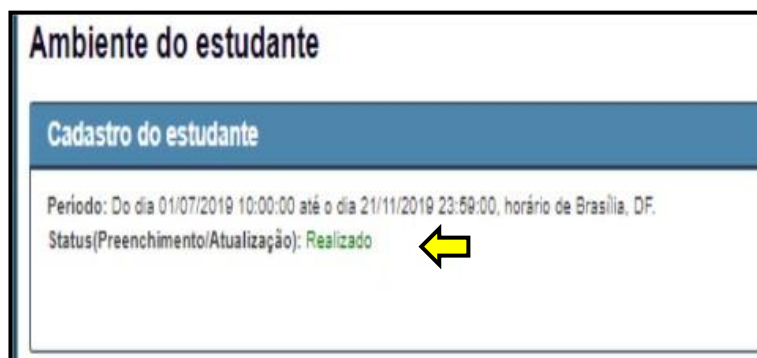 Ambiente do estudante
Cadastro do estudante
Período: Do dia 01/07/2019 10:00:00 até o dia 21/11/2019 23:59:00, horário de Brasília, DF.
Status(Preenchimento/Atualização): Realizado